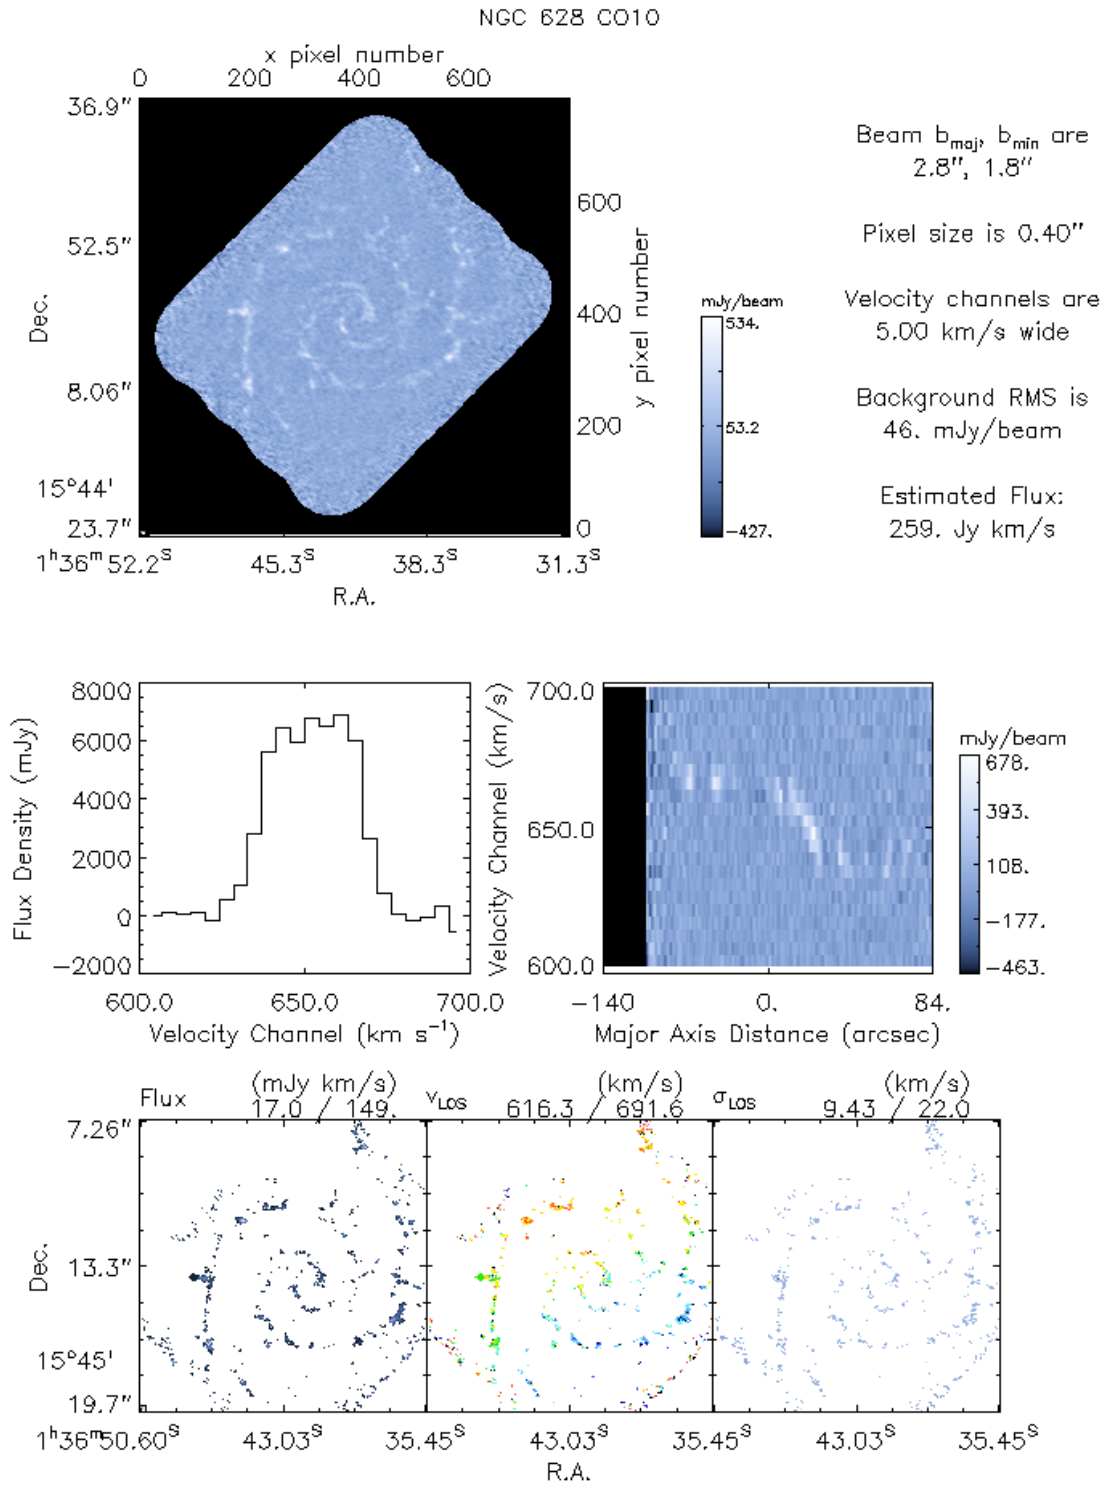 NGC 628 CO10
x pixel number
0 200 400 600
36.9"
52.5"
8.06"
15°44'
23.7"
Dec.
1h36m52.2s 45.3s 38.3s 31.3s
R.A.
600
400
200
0
y pixel number
mJy/beam
534.
53.2
-427.
Beam bmaj, bmin are
2.8", 1.8"
Pixel size is 0.40"
Velocity channels are
5.00 km/s wide
Background RMS is
46. mJy/beam
Estimated Flux:
259. Jy km/s
8000
6000
4000
2000
0
-2000
Flux Density (mJy)
600.0 650.0 700.0
Velocity Channel (km s-1)
700.0
650.0
600.0
Velocity Channel (km/s)
-140 0. 84.
Major Axis Distance (arcsec)
mJy/beam
678.
393.
108.
-177.
-463.
Flux (mJy km/s)
17.0 / 149.
vLOS (km/s)
616.3 / 691.6
σLOS (km/s)
9.43 / 22.0
7.26"
13.3"
15°45'
19.7"
Dec.
1h36m50.60s 43.03s 35.45s 43.03s 35.45s 43.03s 35.45s
R.A.